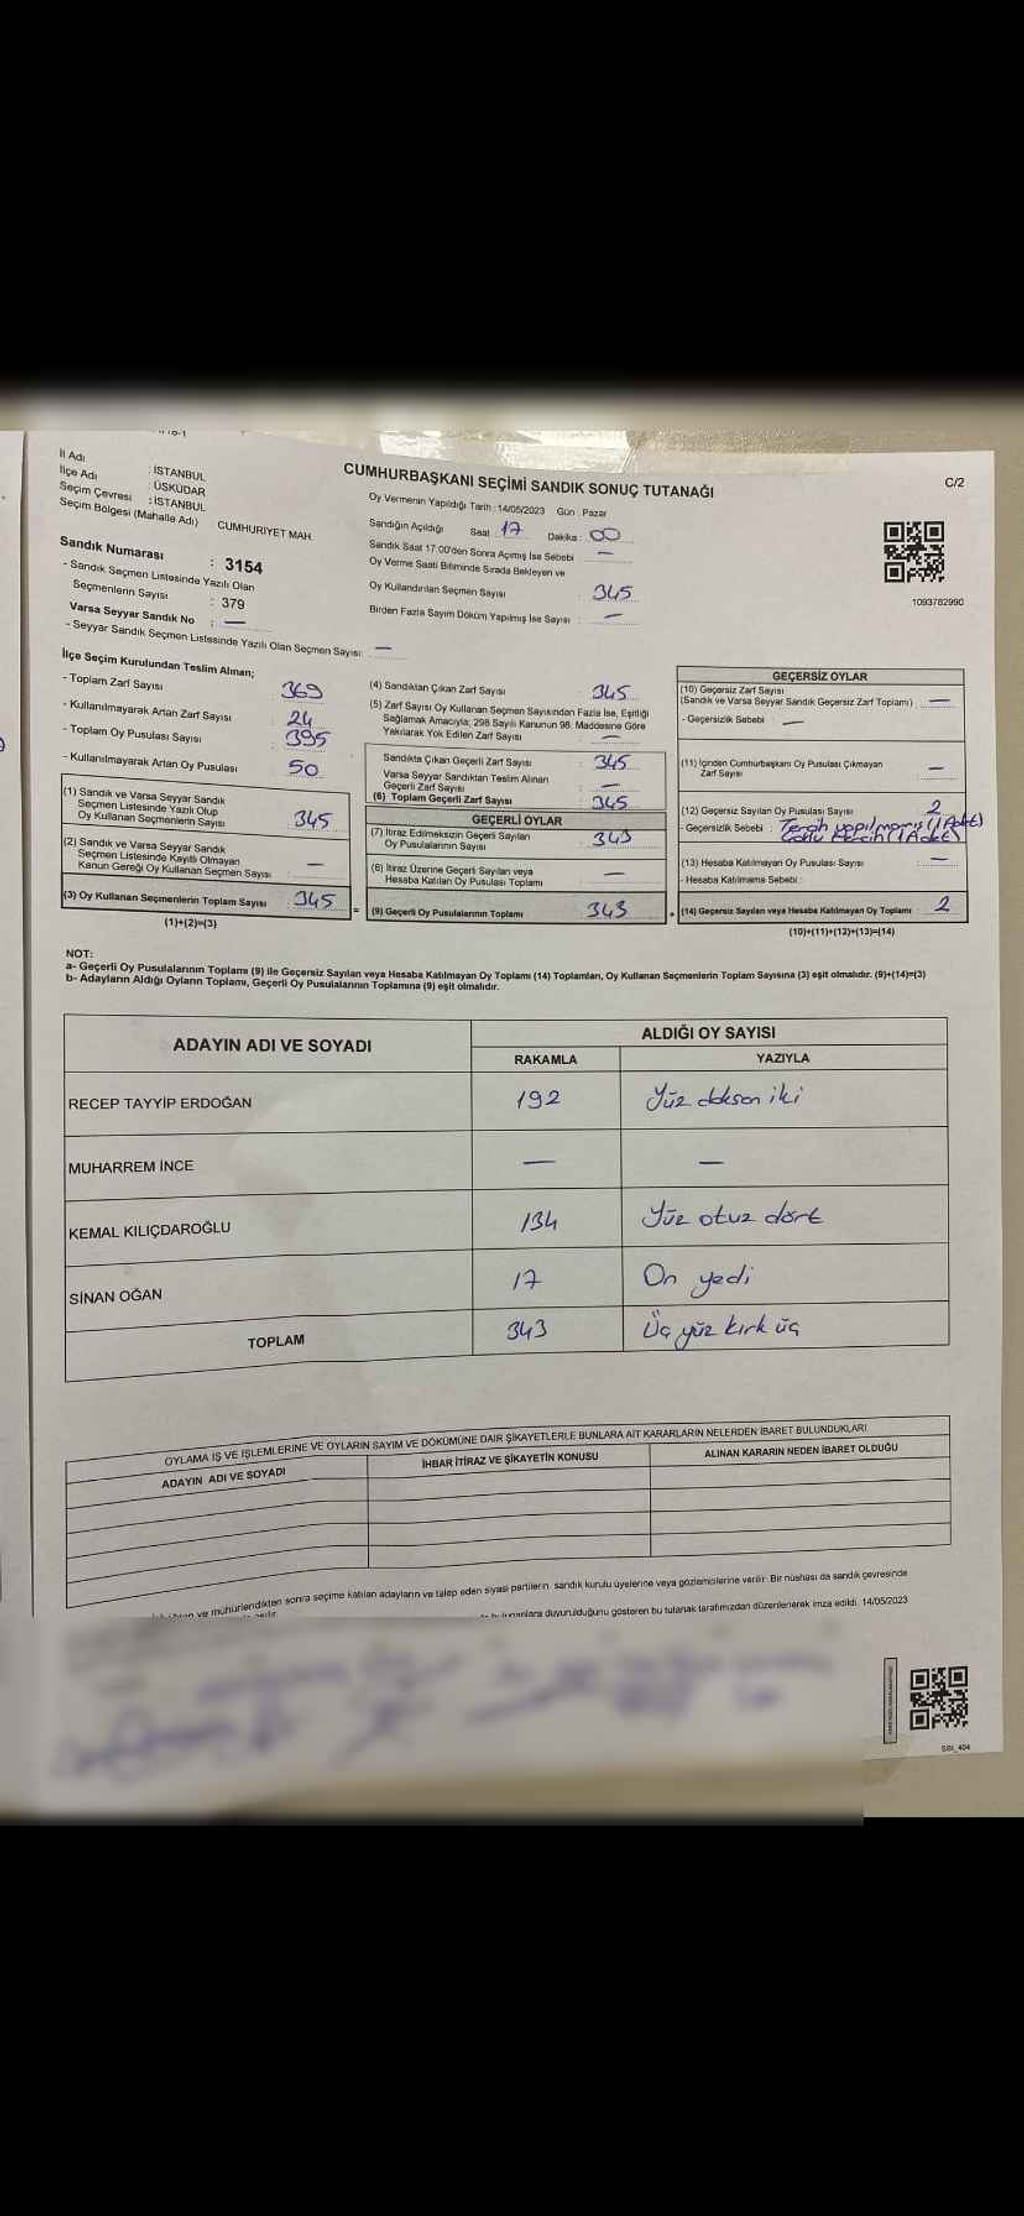 İl Adı : İSTANBUL
İlçe Adı : ÜSKÜDAR
Seçim Çevresi : İSTANBUL
Seçim Bölgesi (Mahalle Adı) CUMHURİYET MAH.
Sandık Numarası : 3154
- Sandık Seçmen Listesinde Yazılı Olan
Seçmenlerin Sayısı : 379
Varsa Seyyar Sandık No : —
- Seyyar Sandık Seçmen Listesinde Yazılı Olan Seçmen Sayısı: —
CUMHURBAŞKANI SEÇİMİ SANDIK SONUÇ TUTANAĞI
C/2
Oy Vermenin Yapıldığı Tarih : 14/05/2023 Gün : Pazar
Sandığın Açıldığı Saat 17 Dakika : 00
Sandık Saat 17.00'den Sonra Açımış İse Sebebi —
Oy Verme Saati Bitiminde Sırada Bekleyen ve
Oy Kullandırılan Seçmen Sayısı : 345
Birden Fazla Sayım Döküm Yapılmış İse Sayısı : —
1093782990
İlçe Seçim Kurulundan Teslim Alınan;
- Toplam Zarf Sayısı : 369
- Kullanılmayarak Artan Zarf Sayısı : 24
- Toplam Oy Pusulası Sayısı : 395
- Kullanılmayarak Artan Oy Pusulası : 50
(1) Sandık ve Varsa Seyyar Sandık
Seçmen Listesinde Yazılı Olup
Oy Kullanan Seçmenlerin Sayısı : 345
(2) Sandık ve Varsa Seyyar Sandık
Seçmen Listesinde Kayıtlı Olmayan
Kanun Gereği Oy Kullanan Seçmen Sayısı : —
(3) Oy Kullanan Seçmenlerin Toplam Sayısı : 345
(1)+(2)=(3)
(4) Sandıktan Çıkan Zarf Sayısı : 345
(5) Zarf Sayısı Oy Kullanan Seçmen Sayısından Fazla İse, Eşitliği
Sağlamak Amacıyla; 298 Sayılı Kanunun 98. Maddesine Göre
Yakılarak Yok Edilen Zarf Sayısı : —
Sandıkta Çıkan Geçerli Zarf Sayısı : 345
Varsa Seyyar Sandıktan Teslim Alınan
Geçerli Zarf Sayısı : —
(6) Toplam Geçerli Zarf Sayısı : 345
GEÇERLİ OYLAR
(7) İtiraz Edilmeksizin Geçerli Sayılan
Oy Pusulalarının Sayısı : 343
(8) İtiraz Üzerine Geçerli Sayılan veya
Hesaba Katılan Oy Pusulası Toplamı —
= (9) Geçerli Oy Pusulalarının Toplamı 343
GEÇERSİZ OYLAR
(10) Geçersiz Zarf Sayısı
(Sandık ve Varsa Seyyar Sandık Geçersiz Zarf Toplamı) : —
- Geçersizlik Sebebi : —
(11) İçinden Cumhurbaşkanı Oy Pusulası Çıkmayan
Zarf Sayısı : —
(12) Geçersiz Sayılan Oy Pusulası Sayısı 2
- Geçersizlik Sebebi : Tercih yapılmamış (1 Adet)
(1 Adet)
(13) Hesaba Katılmayan Oy Pusulası Sayısı : —
- Hesaba Katılmama Sebebi :
+ (14) Geçersiz Sayılan veya Hesaba Katılmayan Oy Toplamı 2
(10)+(11)+(12)+(13)=(14)
NOT:
a- Geçerli Oy Pusulalarının Toplamı (9) ile Geçersiz Sayılan veya Hesaba Katılmayan Oy Toplamı (14) Toplamları, Oy Kullanan Seçmenlerin Toplam Sayısına (3) eşit olmalıdır. (9)+(14)=(3)
b- Adayların Aldığı Oyların Toplamı, Geçerli Oy Pusulalarının Toplamına (9) eşit olmalıdır.
ADAYIN ADI VE SOYADI ALDIĞI OY SAYISI
RAKAMLA YAZIYLA
RECEP TAYYİP ERDOĞAN 192 Yüz doksan iki
MUHARREM İNCE — —
KEMAL KILIÇDAROĞLU 134 Yüz otuz dört
SİNAN OĞAN 17 On yedi
TOPLAM 343 Üç yüz kırk üç
OYLAMA İŞ VE İŞLEMLERİNE VE OYLARIN SAYIM VE DÖKÜMÜNE DAİR ŞİKAYETLERLE BUNLARA AİT KARARLARIN NELERDEN İBARET BULUNDUKLARI
ADAYIN ADI VE SOYADI İHBAR İTİRAZ VE ŞİKAYETİN KONUSU ALINAN KARARIN NEDEN İBARET OLDUĞU
ve mühürlendikten sonra seçime katılan adayların ve talep eden siyasi partilerin sandık kurulu üyelerine veya gözlemcilerine verilir. Bir nüshası da sandık çevresinde
duyurulduğunu gösteren bu tutanak tarafımızdan düzenlenerek imza edildi. 14/05/2023